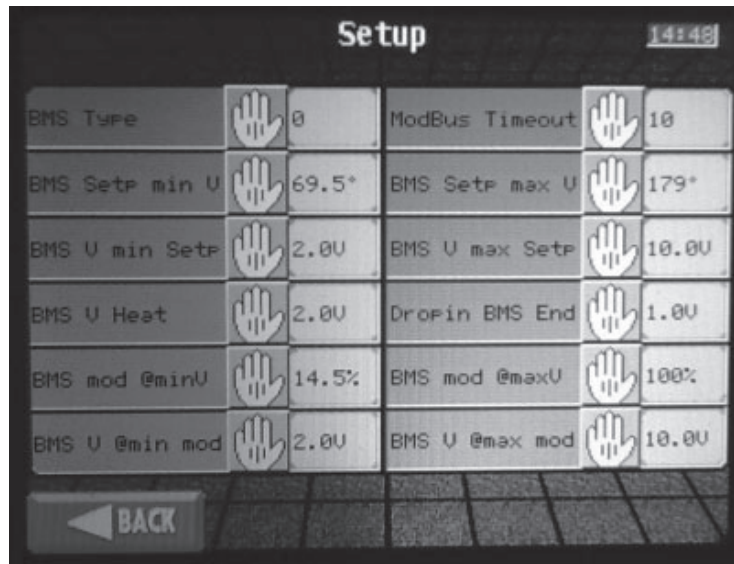 Setup
14:48
BMS Type 0 ModBus Timeout 10
BMS Setp min V 69.5° BMS Setp max V 179°
BMS V min Setp 2.0V BMS V max Setp 10.0V
BMS V Heat 2.0V Dropin BMS End 1.0V
BMS mod @minV 14.5% BMS mod @maxV 100%
BMS V @min mod 2.0V BMS V @max mod 10.0V
BACK